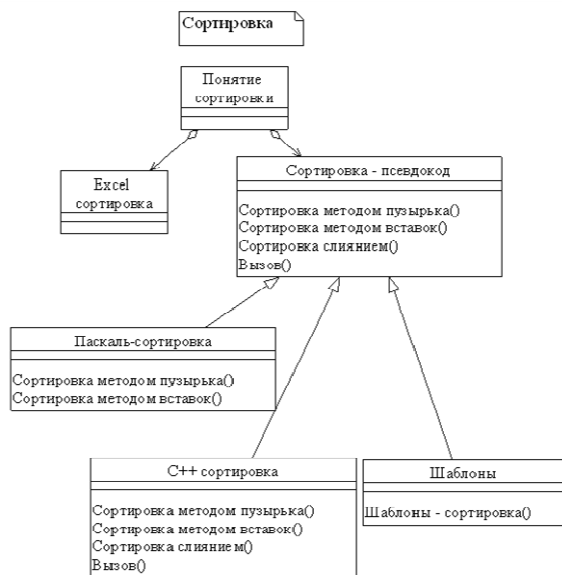 Сортировка
Понятие
сортировки
Excel
сортировка
Сортировка - псевдокод
Сортировка методом пузырька()
Сортировка методом вставок()
Сортировка слиянием()
Вызов()
Паскаль-сортировка
Сортировка методом пузырька()
Сортировка методом вставок()
С++ сортировка
Сортировка методом пузырька()
Сортировка методом вставок()
Сортировка слиянием()
Вызов()
Шаблоны
Шаблоны - сортировка()